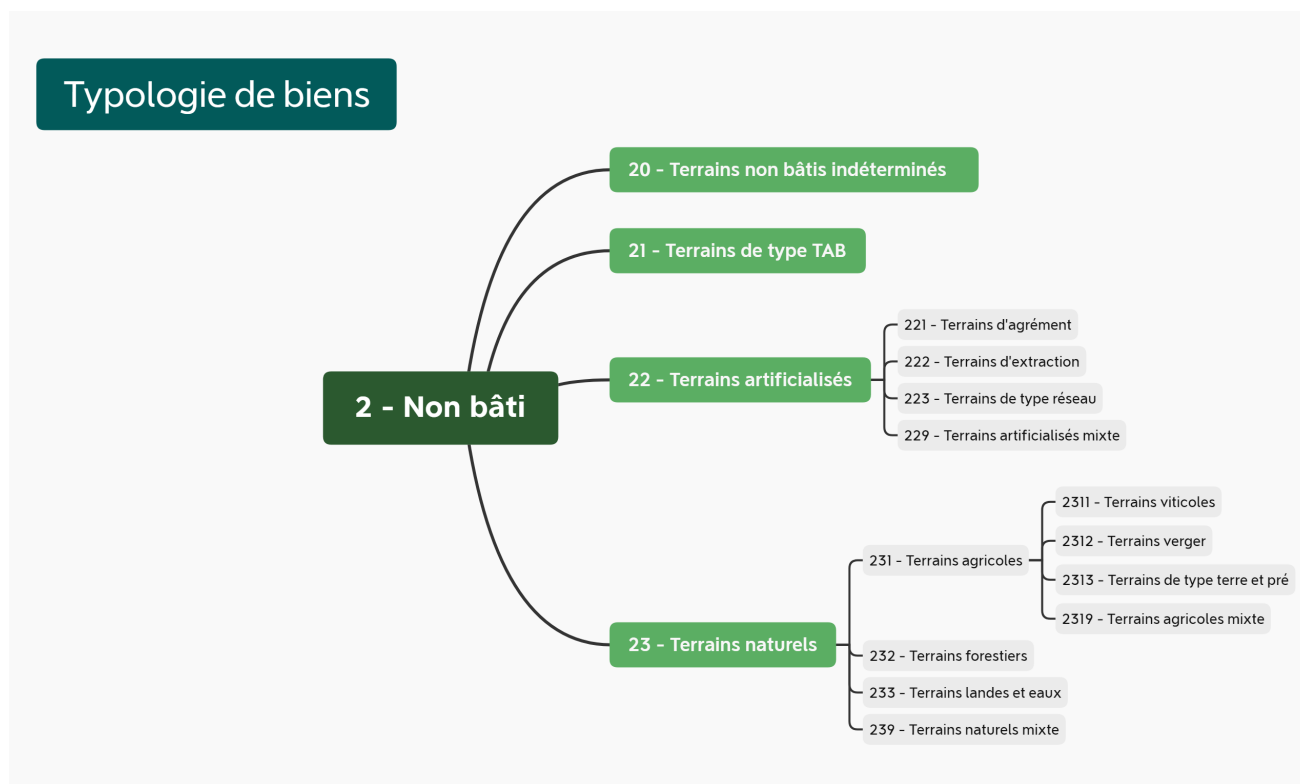 Typologie de biens
2 - Non bâti
20 - Terrains non bâtis indéterminés
21 - Terrains de type TAB
22 - Terrains artificialisés
221 - Terrains d'agrément
222 - Terrains d'extraction
223 - Terrains de type réseau
229 - Terrains artificialisés mixte
23 - Terrains naturels
231 - Terrains agricoles
2311 - Terrains viticoles
2312 - Terrains verger
2313 - Terrains de type terre et pré
2319 - Terrains agricoles mixte
232 - Terrains forestiers
233 - Terrains landes et eaux
239 - Terrains naturels mixte